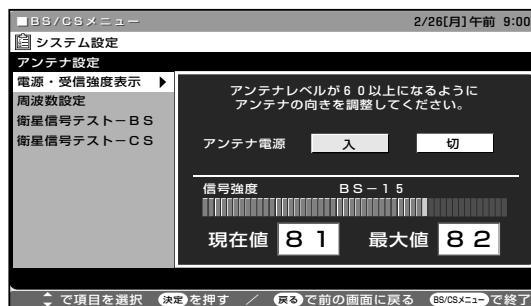 ■BS/CSメニュー 2/26[月]午前 9:00
システム設定
アンテナ設定
電源・受信強度表示 ▶
周波数設定
衛星信号テスト－BS
衛星信号テスト－CS
アンテナレベルが60以上になるように
アンテナの向きを調整してください。
アンテナ電源 入 切
信号強度 BS－15
現在値 81 最大値 82
で項目を選択 決定を押す ／ 戻るで前の画面に戻る BS/CSメニューで終了